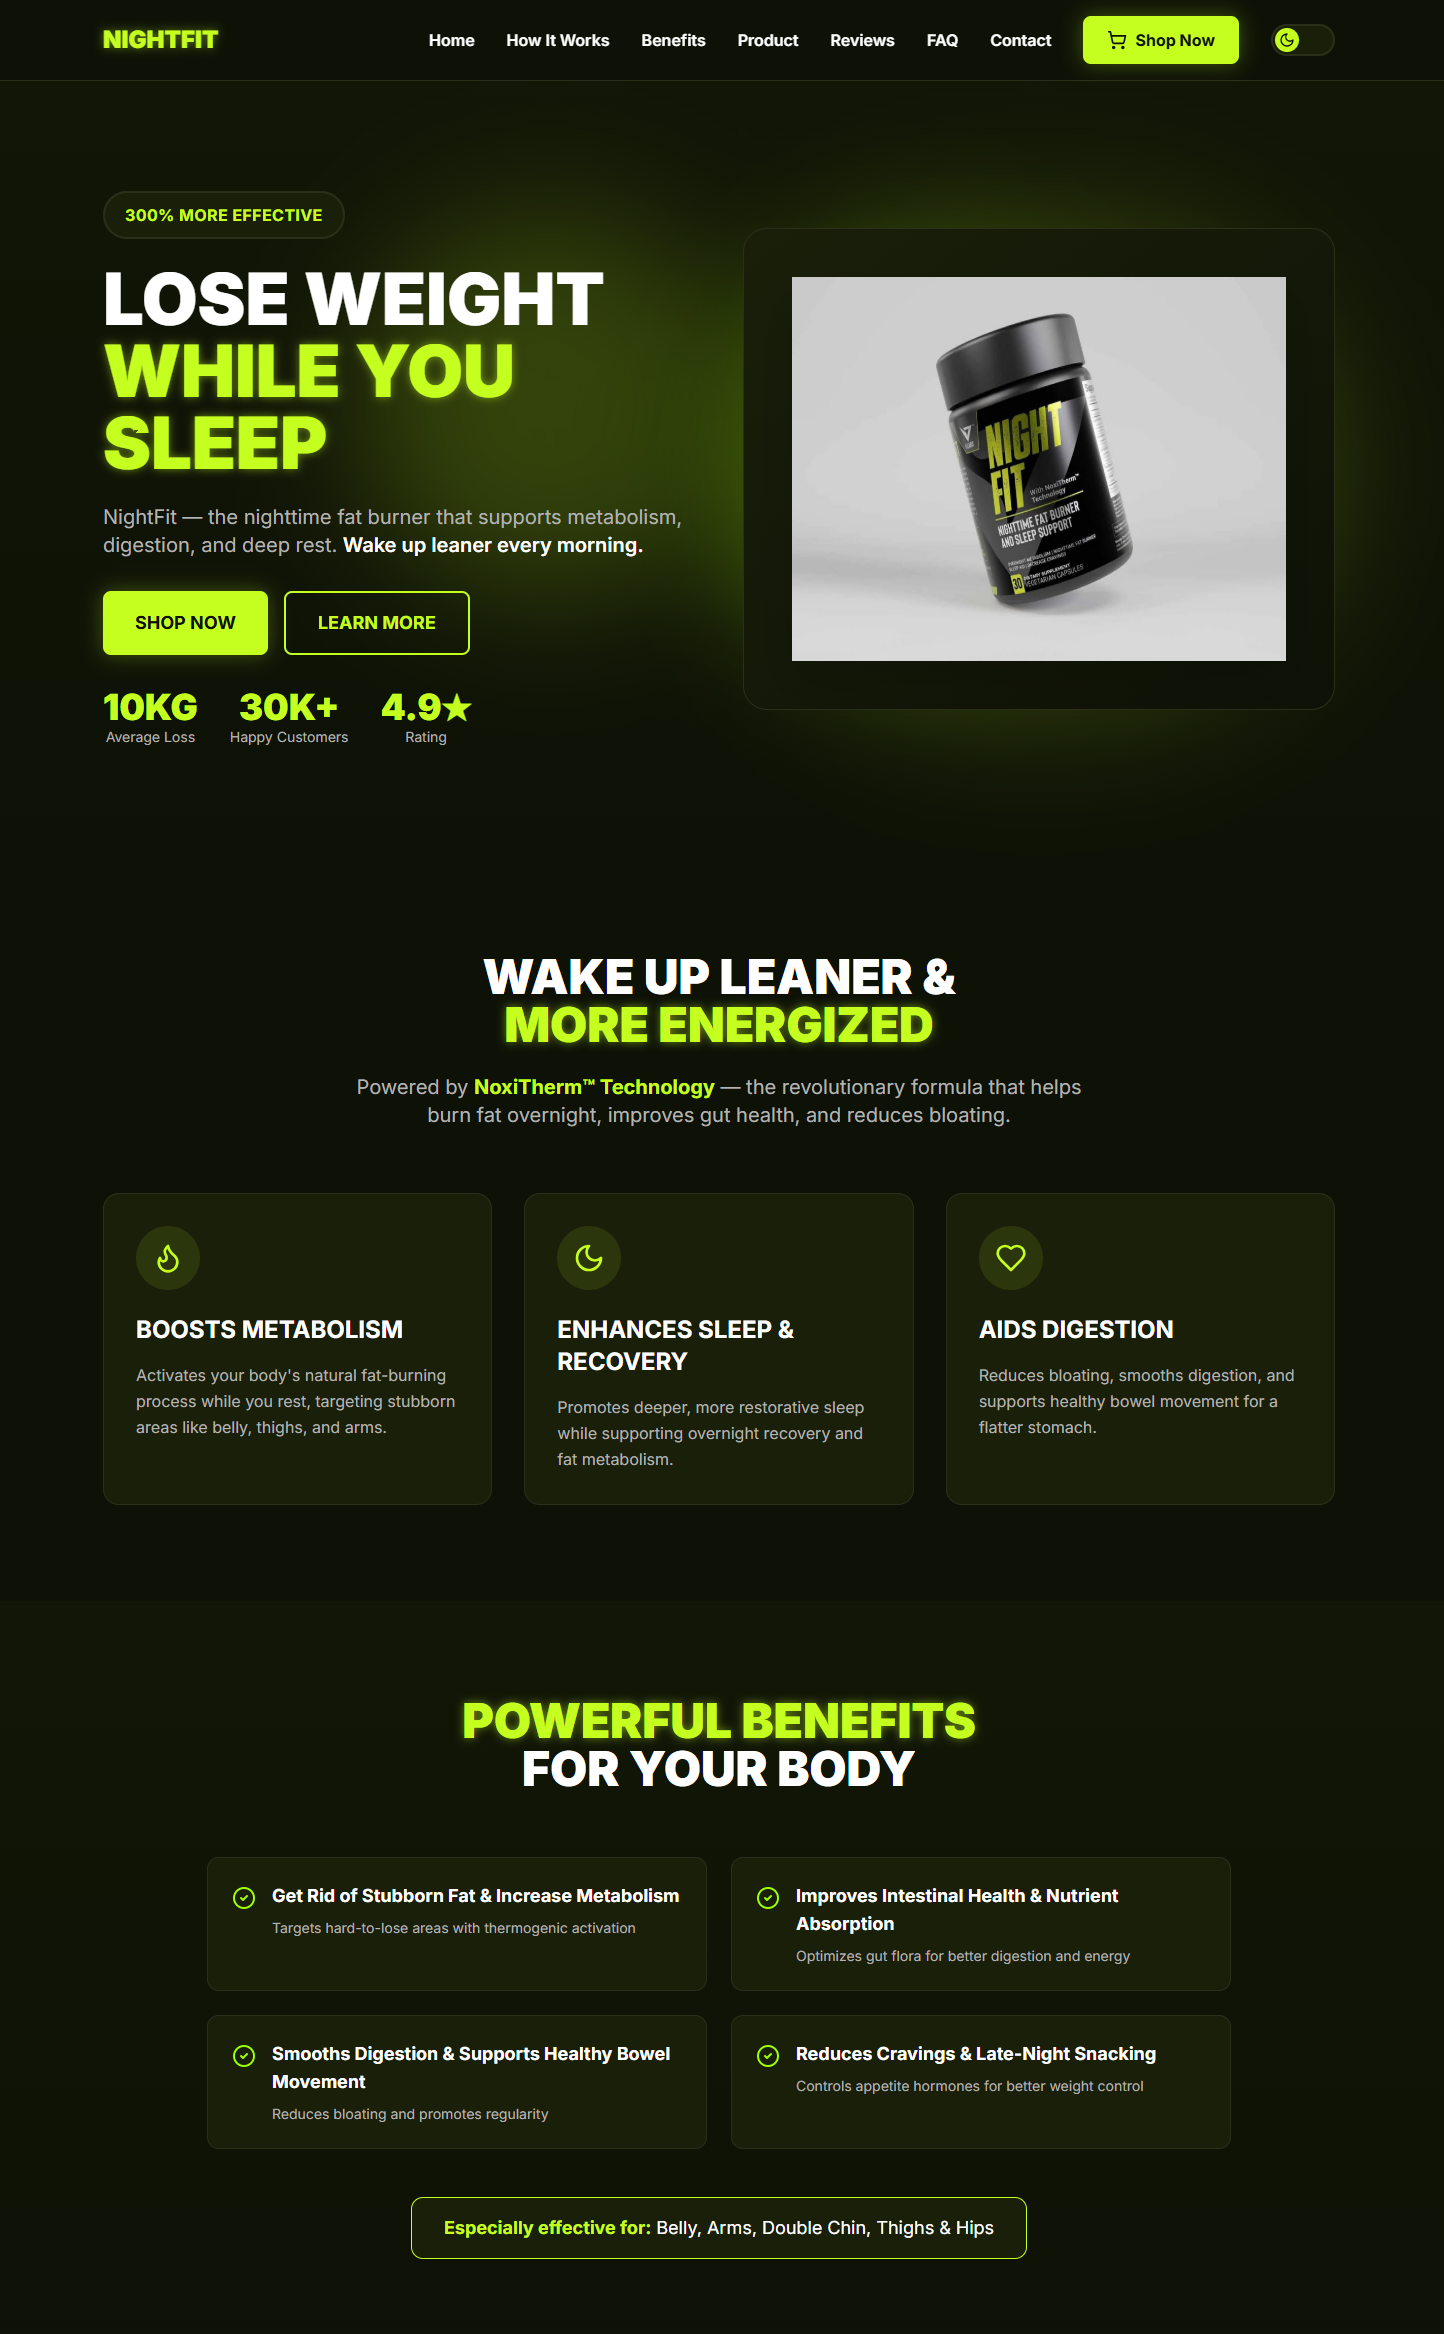 NIGHTFIT
Home How It Works Benefits Product Reviews FAQ Contact Shop Now
300% MORE EFFECTIVE
LOSE WEIGHT
WHILE YOU
SLEEP
NightFit — the nighttime fat burner that supports metabolism,
digestion, and deep rest. Wake up leaner every morning.
SHOP NOW LEARN MORE
10KG 30K+ 4.9★
Average Loss Happy Customers Rating
NIGHT
FIT
With NoxiTherm™
Technology
NIGHTTIME FAT BURNER
AND SLEEP SUPPORT
30 DIETARY SUPPLEMENT
VEGETARIAN CAPSULES
WAKE UP LEANER &
MORE ENERGIZED
Powered by NoxiTherm™ Technology — the revolutionary formula that helps
burn fat overnight, improves gut health, and reduces bloating.
BOOSTS METABOLISM
Activates your body's natural fat-burning
process while you rest, targeting stubborn
areas like belly, thighs, and arms.
ENHANCES SLEEP &
RECOVERY
Promotes deeper, more restorative sleep
while supporting overnight recovery and
fat metabolism.
AIDS DIGESTION
Reduces bloating, smooths digestion, and
supports healthy bowel movement for a
flatter stomach.
POWERFUL BENEFITS
FOR YOUR BODY
Get Rid of Stubborn Fat & Increase Metabolism
Targets hard-to-lose areas with thermogenic activation
Improves Intestinal Health & Nutrient
Absorption
Optimizes gut flora for better digestion and energy
Smooths Digestion & Supports Healthy Bowel
Movement
Reduces bloating and promotes regularity
Reduces Cravings & Late-Night Snacking
Controls appetite hormones for better weight control
Especially effective for: Belly, Arms, Double Chin, Thighs & Hips